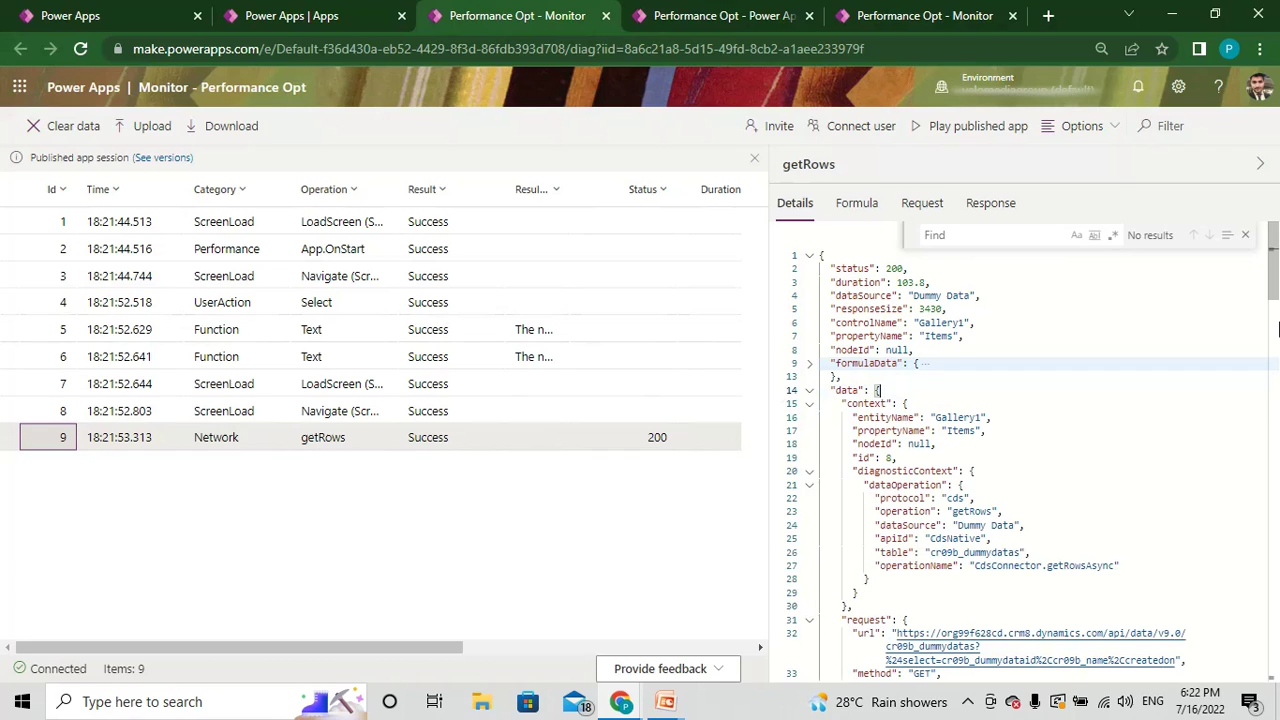 Power Apps
Power Apps | Apps
Performance Opt - Monitor
Performance Opt - Power Ap
Performance Opt - Monitor
make.powerapps.com/e/Default-f36d430a-eb52-4429-8f3d-86fdb393d708/diag?iid=8a6c21a8-5d15-49fd-8cb2-a1aee233979f
P
Power Apps | Monitor - Performance Opt
Environment
Clear data
Upload
Download
Invite
Connect user
Play published app
Options
Filter
Published app session (See versions)
Id
Time
Category
Operation
Result
Resul...
Status
Duration
1 18:21:44.513 ScreenLoad LoadScreen (S... Success
2 18:21:44.516 Performance App.OnStart Success
3 18:21:44.744 ScreenLoad Navigate (Scr... Success
4 18:21:52.518 UserAction Select Success
5 18:21:52.629 Function Text Success The n...
6 18:21:52.641 Function Text Success The n...
7 18:21:52.644 ScreenLoad LoadScreen (S... Success
8 18:21:52.803 ScreenLoad Navigate (Scr... Success
9 18:21:53.313 Network getRows Success 200
Connected Items: 9
Provide feedback
getRows
Details
Formula
Request
Response
Find
Aa
No results
1 {
2 "status": 200,
3 "duration": 103.8,
4 "dataSource": "Dummy Data",
5 "responseSize": 3430,
6 "controlName": "Gallery1",
7 "propertyName": "Items",
8 "nodeId": null,
9 "formulaData": { ...
13 },
14 "data": {
15 "context": {
16 "entityName": "Gallery1",
17 "propertyName": "Items",
18 "nodeId": null,
19 "id": 8,
20 "diagnosticContext": {
21 "dataOperation": {
22 "protocol": "cds",
23 "operation": "getRows",
24 "dataSource": "Dummy Data",
25 "apiId": "CdsNative",
26 "table": "cr09b_dummydatas",
27 "operationName": "CdsConnector.getRowsAsync"
28 }
29 }
30 },
31 "request": {
32 "url": "https://org99f628cd.crm8.dynamics.com/api/data/v9.0/
cr09b_dummydatas?
%24select=cr09b_dummydataid%2Ccr09b_name%2Ccreatedon",
33 "method": "GET",
Type here to search
18
28°C Rain showers
ENG
6:22 PM
7/16/2022
3